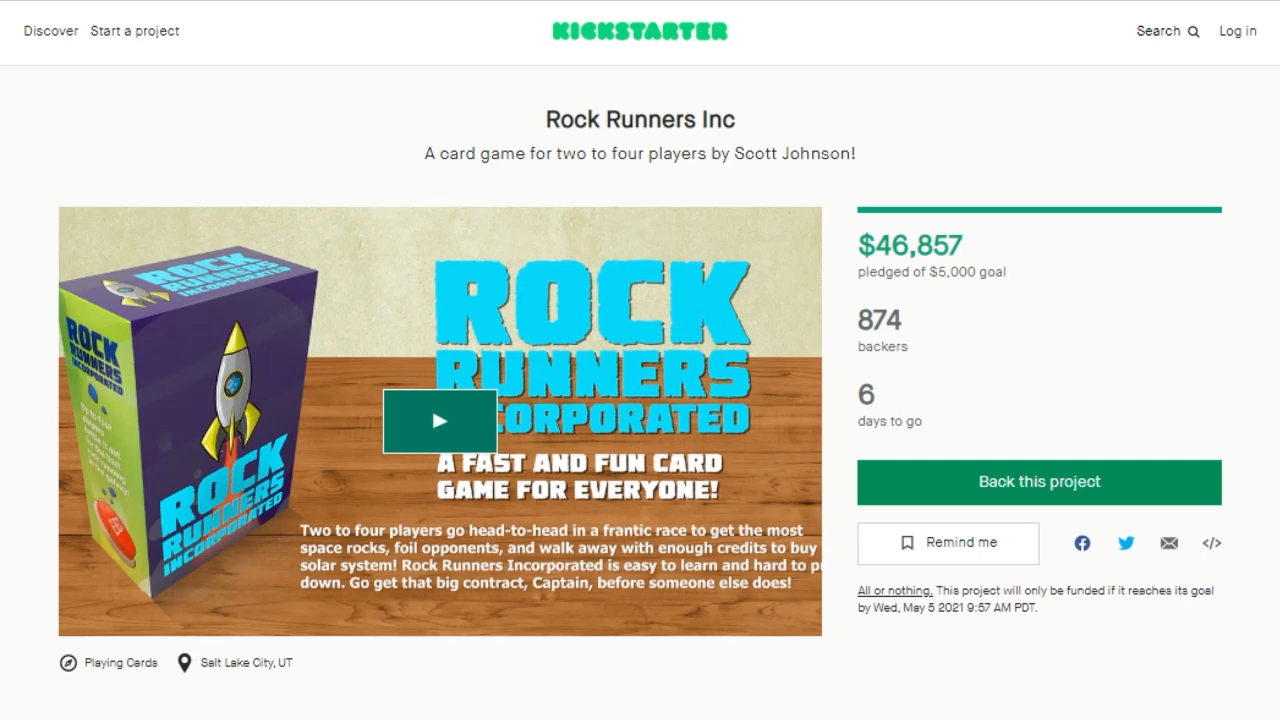 Discover Start a project KICKSTARTER Search Log in
Rock Runners Inc
A card game for two to four players by Scott Johnson!
ROCK
RUNNERS
INCORPORATED
ROCK
RUNNERS
INCORPORATED
ROCK
RUNNERS
INCORPORATED
ROCK
RUNNERS
CORPORATED
A FAST AND FUN CARD
GAME FOR EVERYONE!
Two to four players go head-to-head in a frantic race to get the most
space rocks, foil opponents, and walk away with enough credits to buy
solar system! Rock Runners Incorporated is easy to learn and hard to
down. Go get that big contract, Captain, before someone else does!
$46,857
pledged of $5,000 goal
874
backers
6
days to go
Back this project
Remind me
All or nothing. This project will only be funded if it reaches its goal
by Wed, May 5 2021 9:57 AM PDT.
Playing Cards Salt Lake City, UT